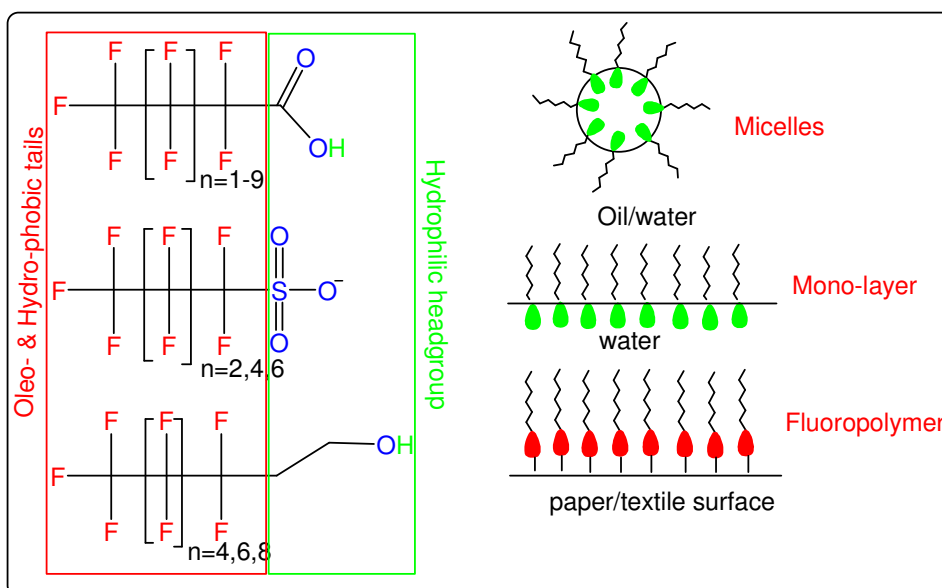 Oleo- & Hydro-phobic tails
F F F
O
F
OH
F F F
n=1-9
F F F O
F S O⁻
F F F O
n=2,4,6
F F F
OH
F
F F F
n=4,6,8
Hydrophilic headgroup
Micelles
Oil/water
Mono-layer
water
Fluoropolymer
paper/textile surface